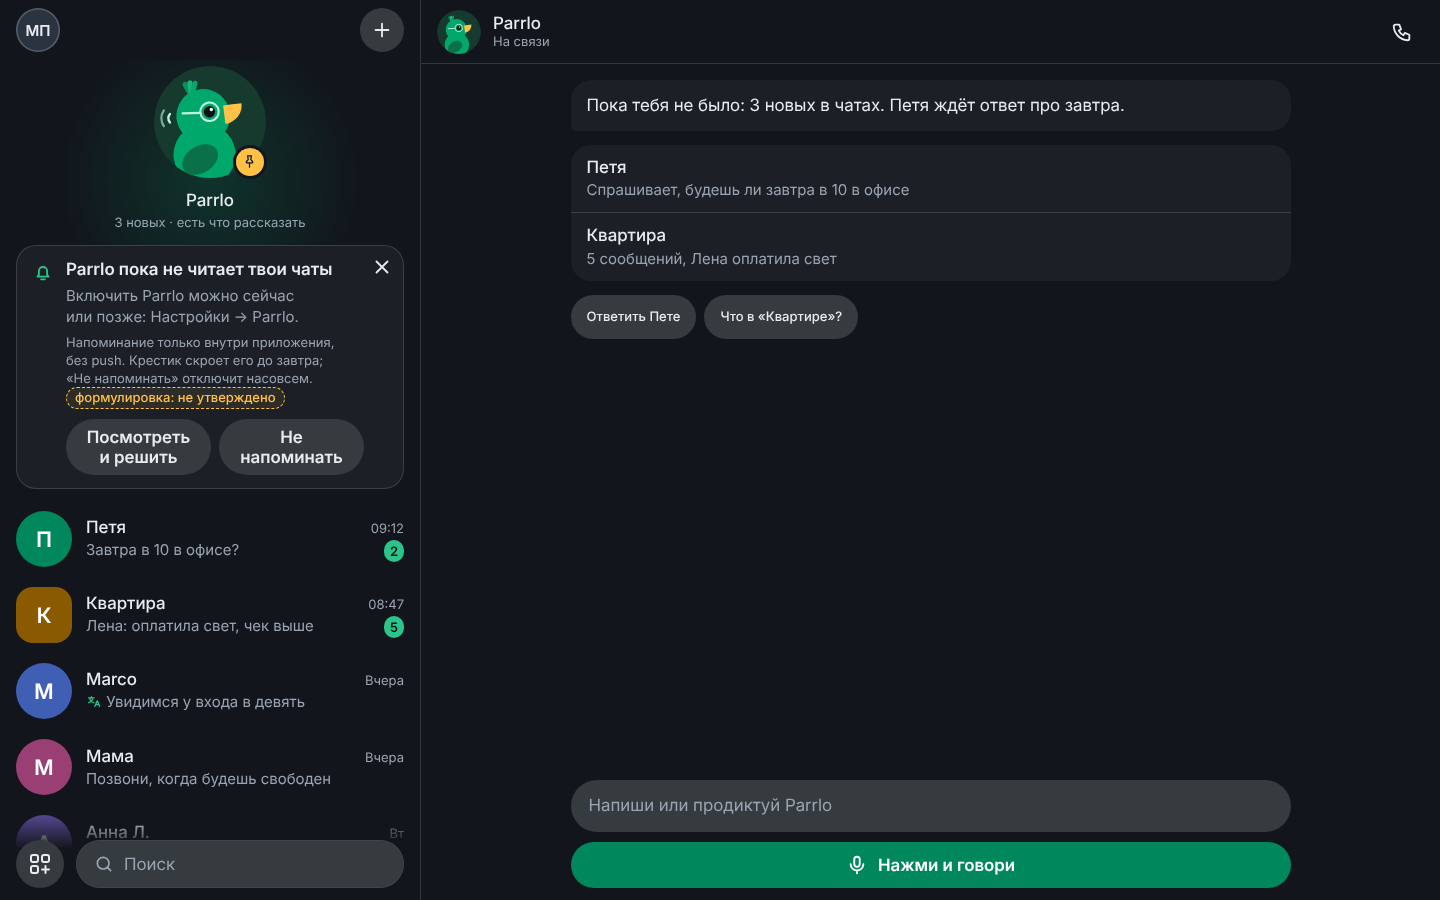 МП
Parrlo
3 новых · есть что рассказать
Parrlo пока не читает твои чаты
Включить Parrlo можно сейчас
или позже: Настройки → Parrlo.
Напоминание только внутри приложения,
без push. Крестик скроет его до завтра;
«Не напоминать» отключит насовсем.
формулировка: не утверждено
Посмотреть
и решить
Не
напоминать
П
Петя
09:12
Завтра в 10 в офисе?
2
К
Квартира
08:47
Лена: оплатила свет, чек выше
5
M
Marco
Вчера
Увидимся у входа в девять
М
Мама
Вчера
Позвони, когда будешь свободен
Анна Л.
Вт
Поиск
Parrlo
На связи
Пока тебя не было: 3 новых в чатах. Петя ждёт ответ про завтра.
Петя
Спрашивает, будешь ли завтра в 10 в офисе
Квартира
5 сообщений, Лена оплатила свет
Ответить Пете
Что в «Квартире»?
Напиши или продиктуй Parrlo
Нажми и говори